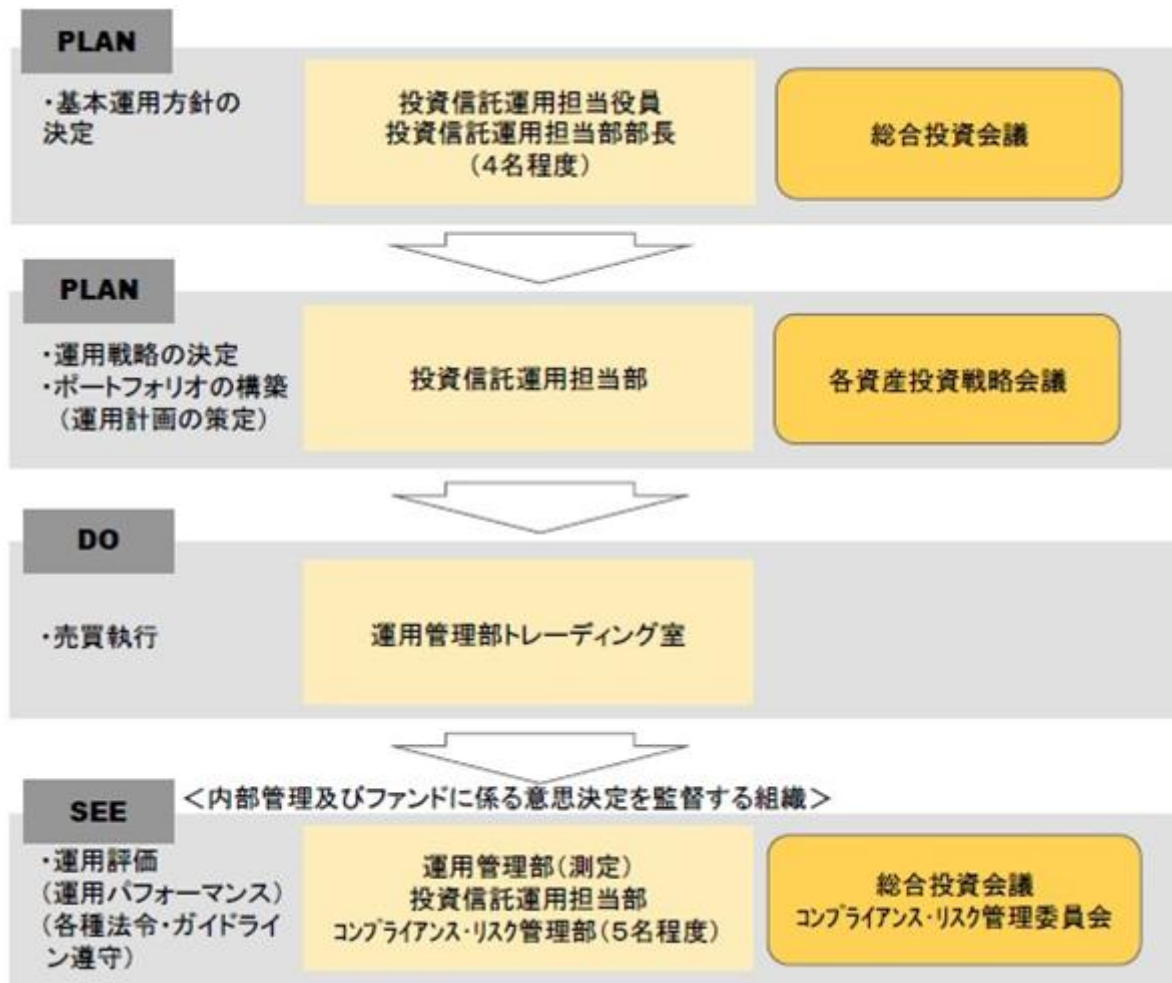 PLAN
・基本運用方針の
決定
投資信託運用担当役員
投資信託運用担当部部長
(4名程度)
総合投資会議
PLAN
・運用戦略の決定
・ポートフォリオの構築
(運用計画の策定)
投資信託運用担当部
各資産投資戦略会議
DO
・売買執行
運用管理部トレーディング室
SEE
＜内部管理及びファンドに係る意思決定を監督する組織＞
・運用評価
(運用パフォーマンス)
(各種法令・ガイドライ
ン遵守)
運用管理部(測定)
投資信託運用担当部
ｺﾝﾌﾟﾗｲｱﾝｽ・ﾘｽｸ管理部(5名程度)
総合投資会議
ｺﾝﾌﾟﾗｲｱﾝｽ・ﾘｽｸ管理委員会